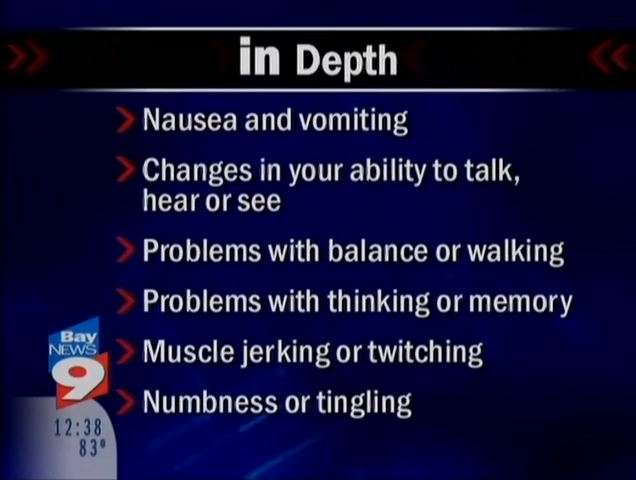 in Depth
Nausea and vomiting
Changes in your ability to talk,
hear or see
Problems with balance or walking
Problems with thinking or memory
Muscle jerking or twitching
Numbness or tingling
Bay
NEWS
9
12:38
83°